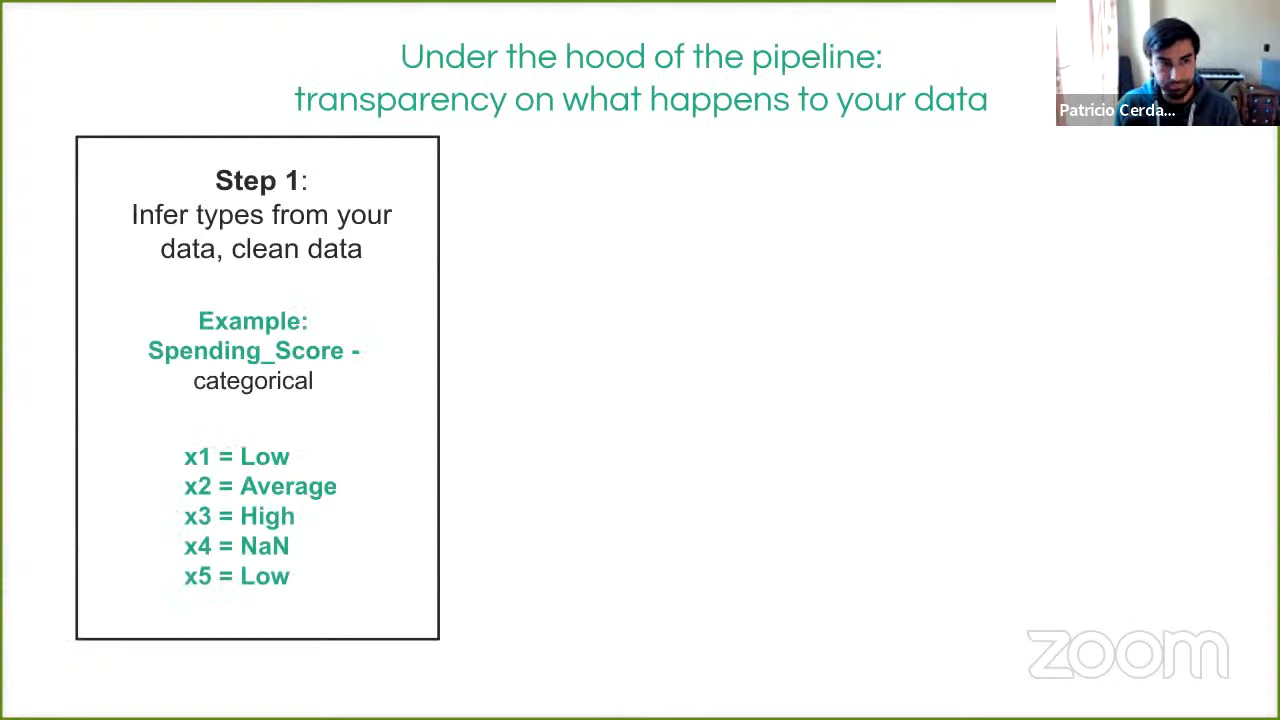 Under the hood of the pipeline:
transparency on what happens to your data
Patricio Cerda...
Step 1:
Infer types from your
data, clean data
Example:
Spending_Score -
categorical
x1 = Low
x2 = Average
x3 = High
x4 = NaN
x5 = Low
zoom